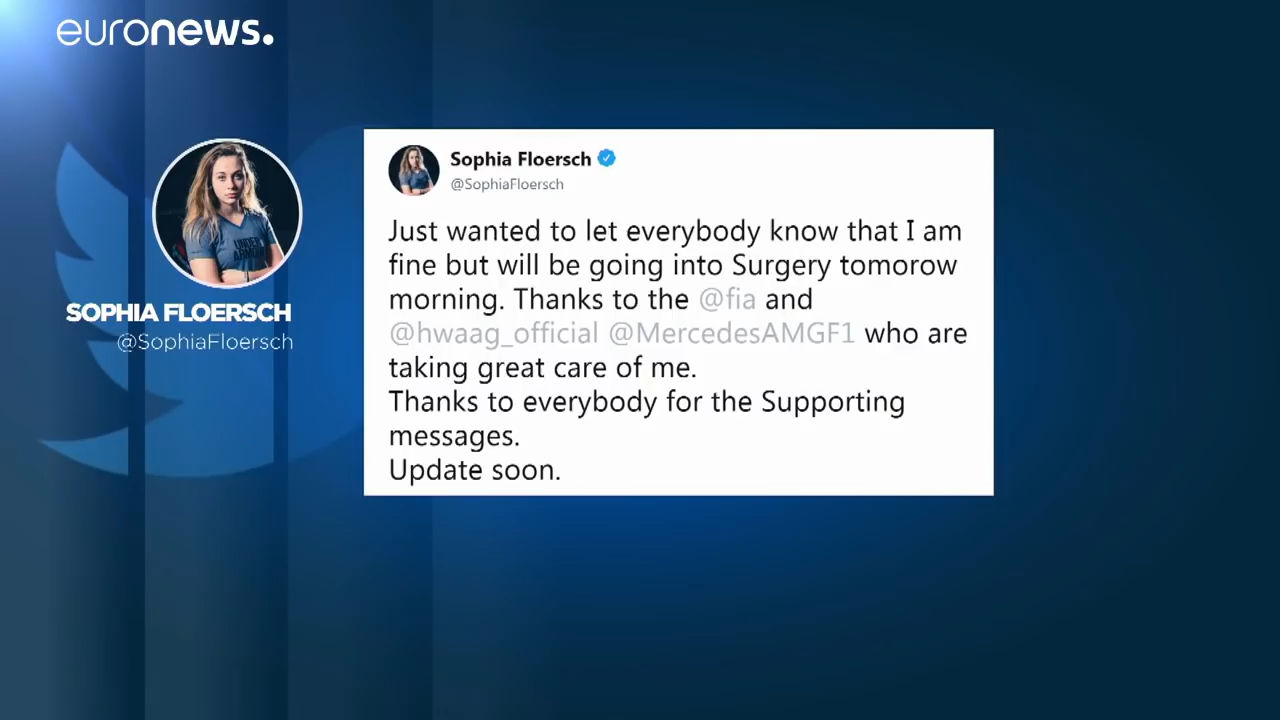 euronews.
SOPHIA FLOERSCH
@SophiaFloersch
UNDER
ARMOUR
Sophia Floersch
@SophiaFloersch
Just wanted to let everybody know that I am
fine but will be going into Surgery tomorow
morning. Thanks to the @fia and
@hwaag_official @MercedesAMGF1 who are
taking great care of me.
Thanks to everybody for the Supporting
messages.
Update soon.